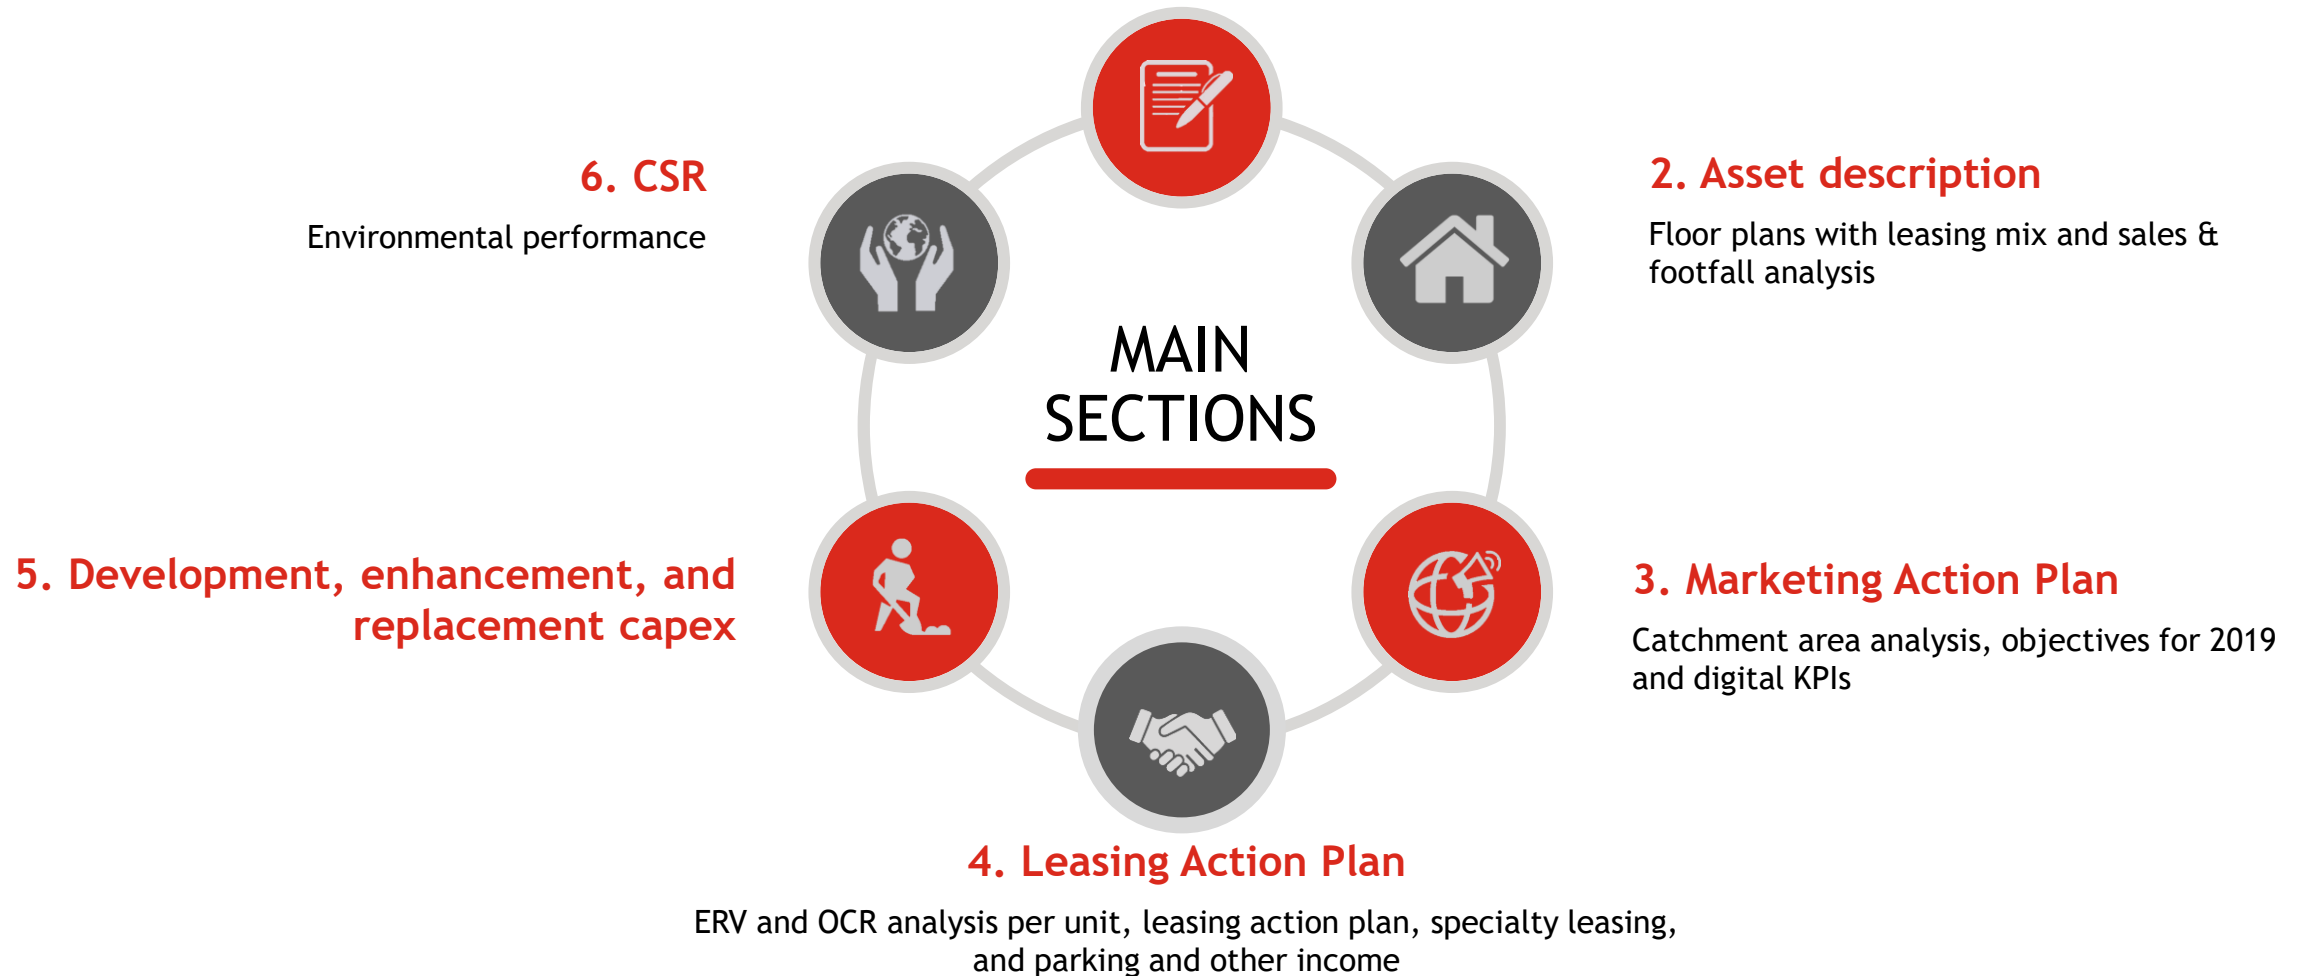 MAIN
SECTIONS
2. Asset description
Floor plans with leasing mix and sales &
footfall analysis
3. Marketing Action Plan
Catchment area analysis, objectives for 2019
and digital KPIs
4. Leasing Action Plan
ERV and OCR analysis per unit, leasing action plan, specialty leasing,
and parking and other income
5. Development, enhancement, and
replacement capex
6. CSR
Environmental performance